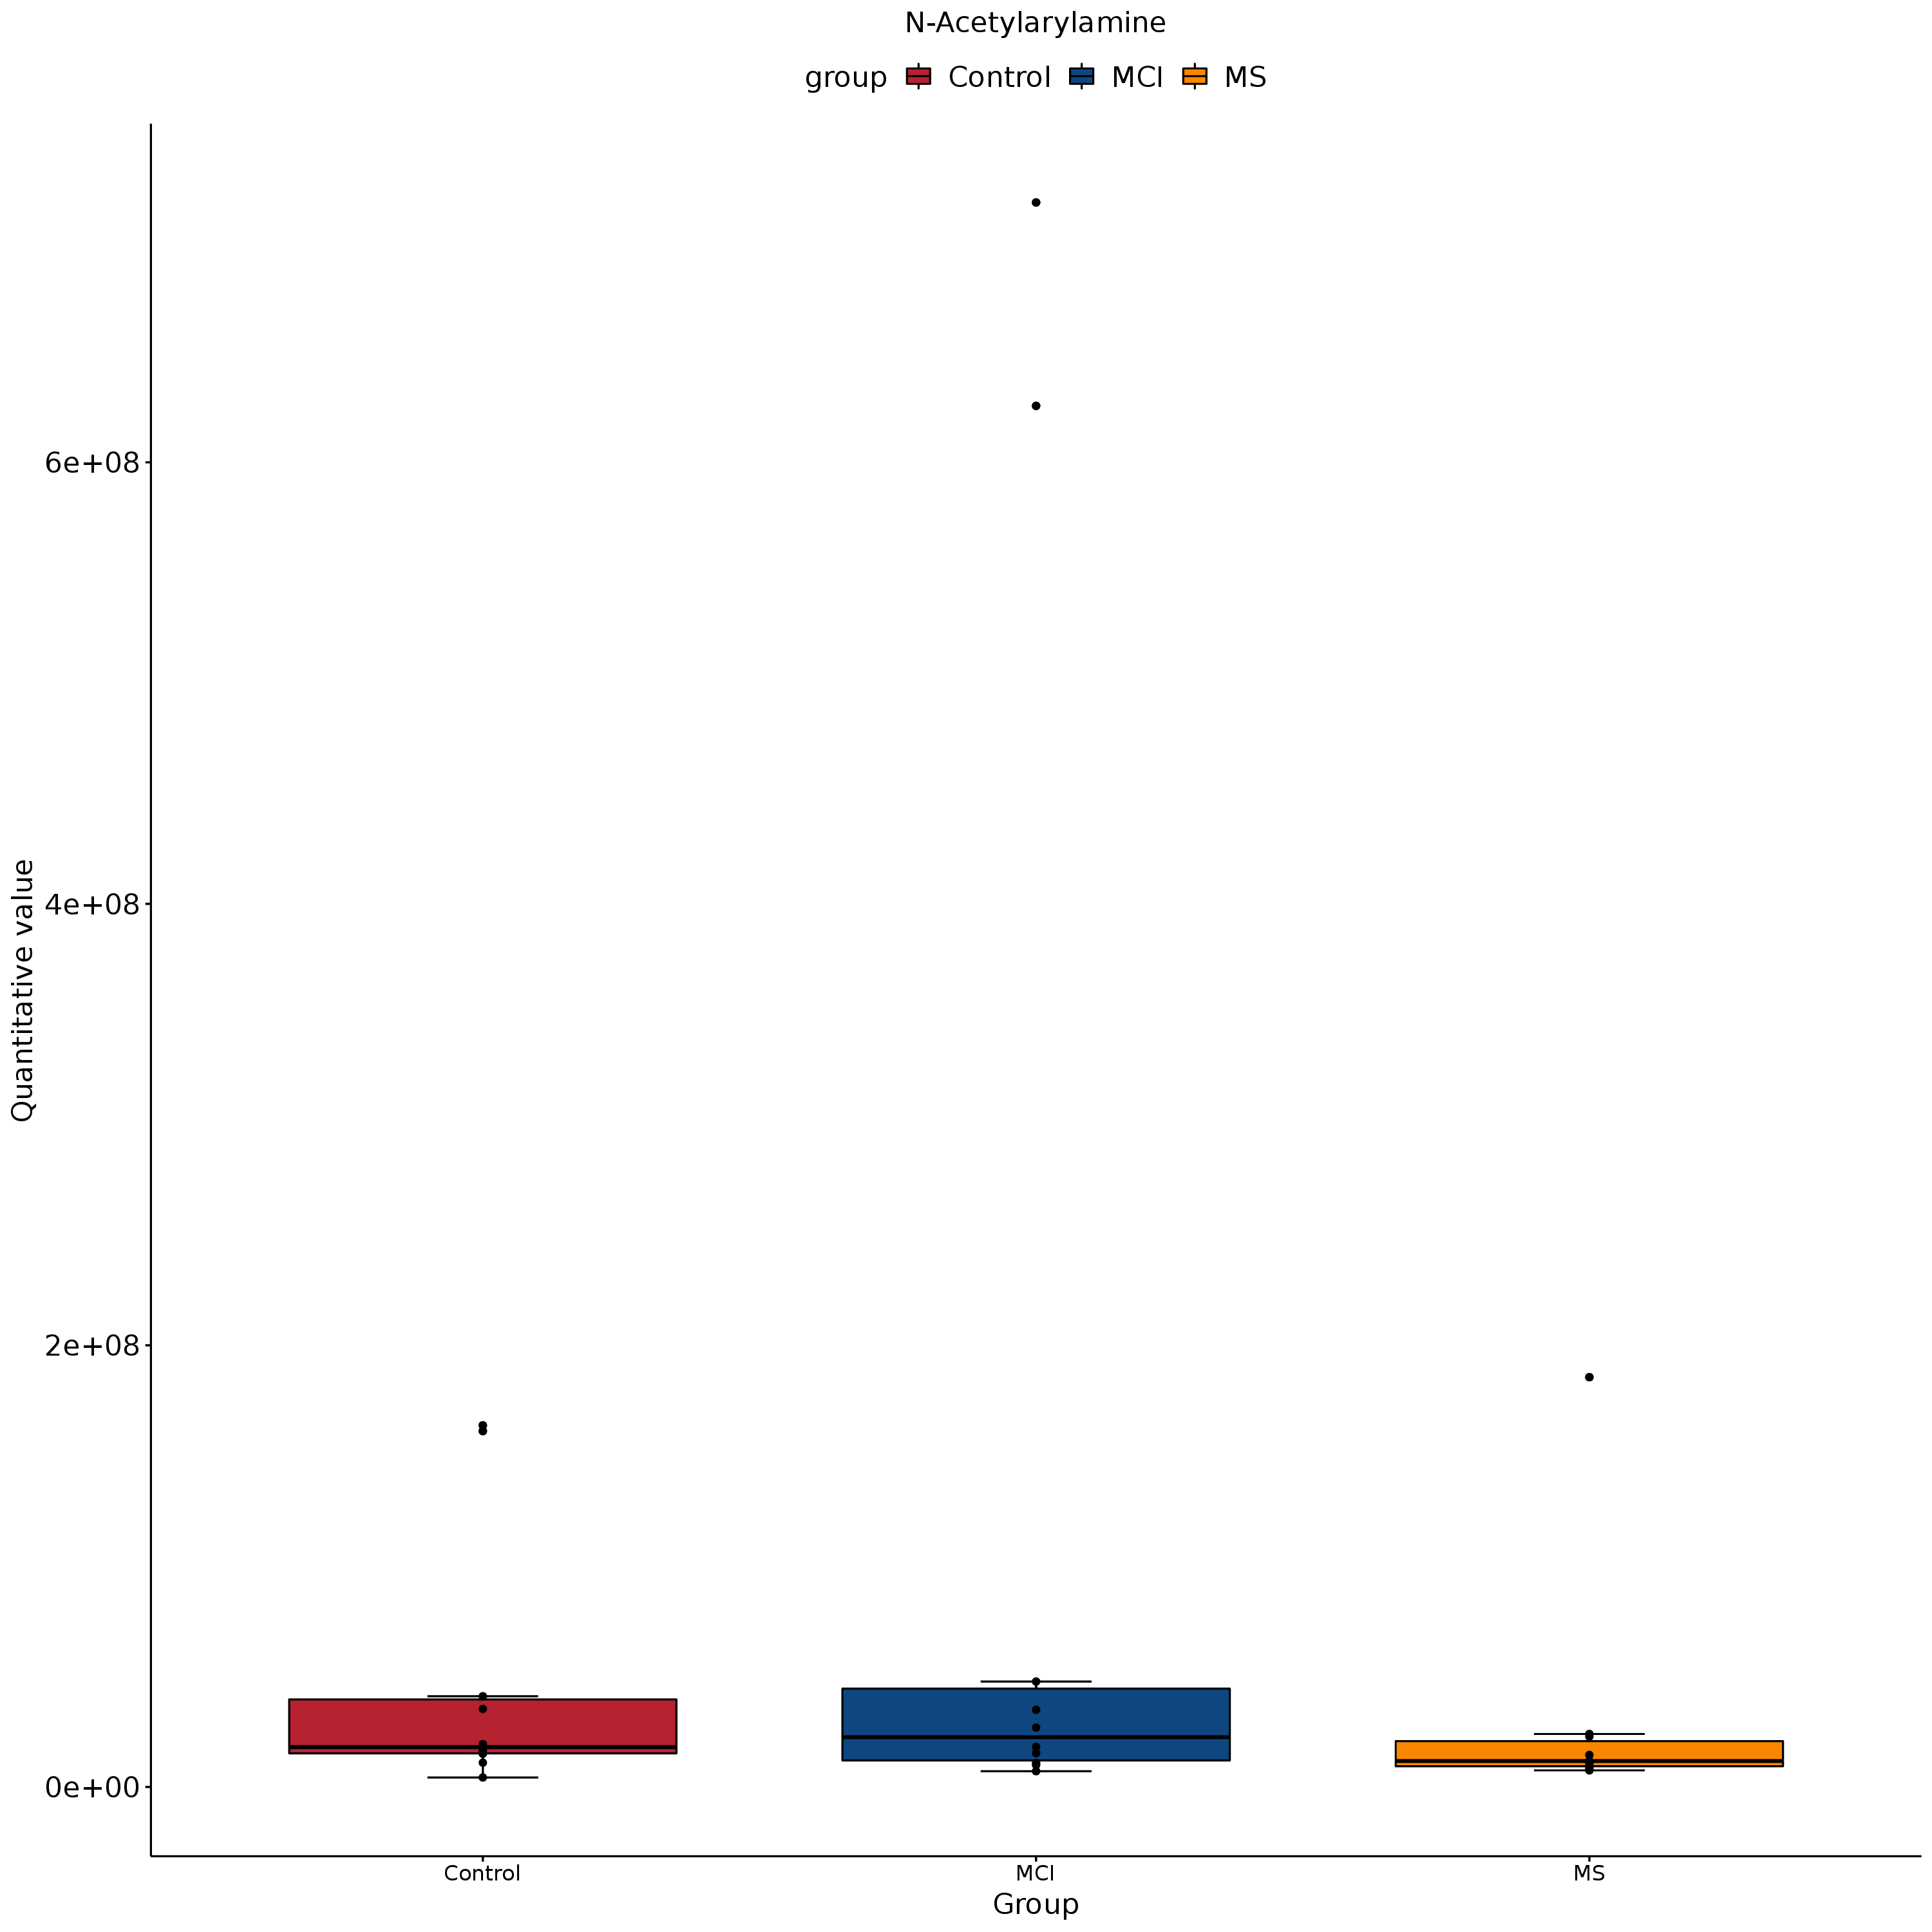 N-Acetylarylamine
group Control MCI MS
Quantitative value
6e+08
4e+08
2e+08
0e+00
Control MCI MS
Group